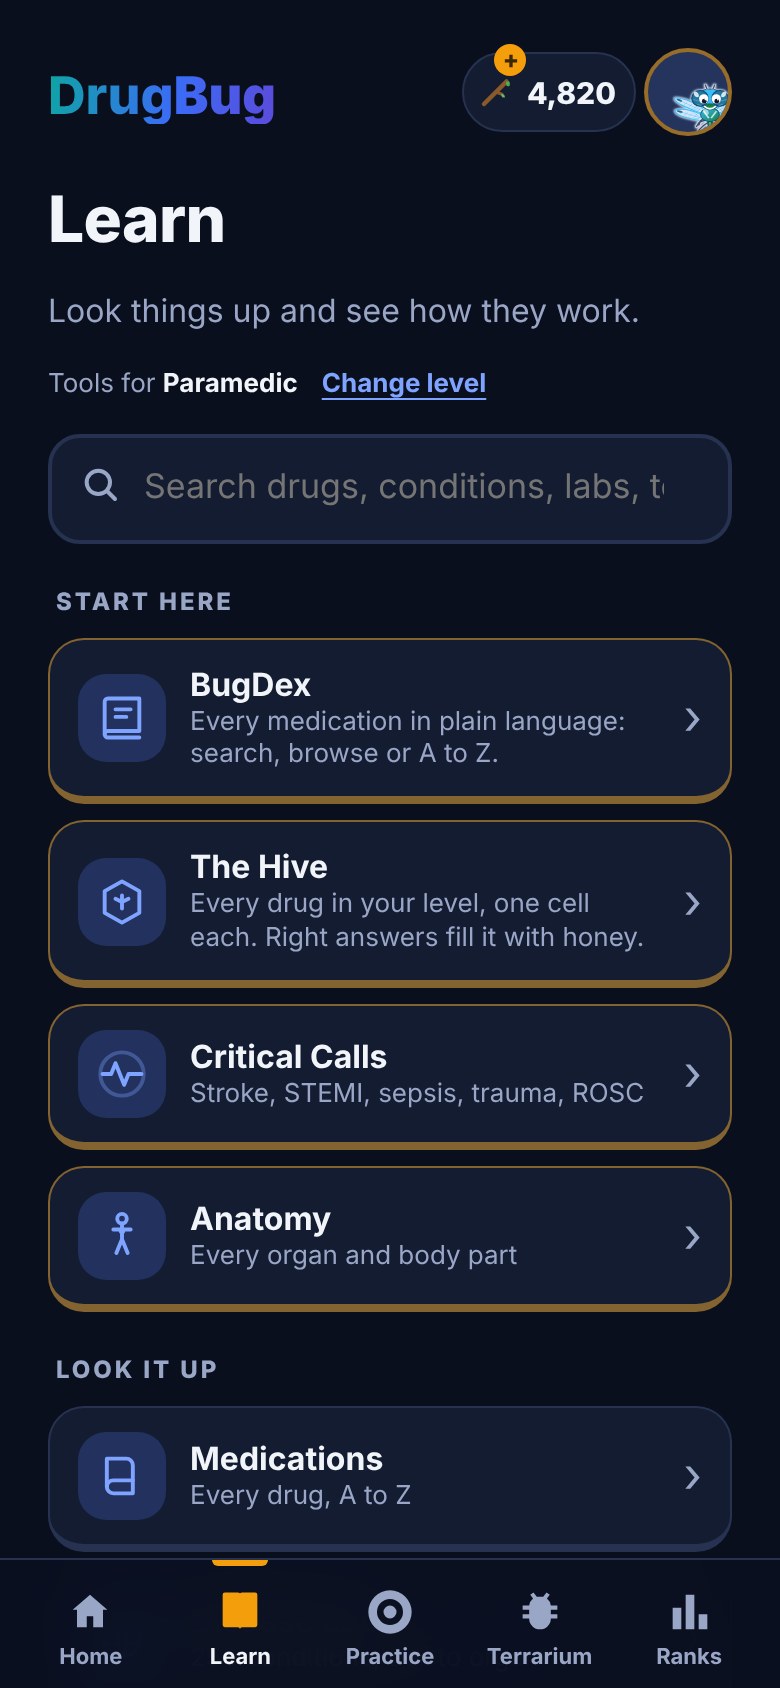 DrugBug
+
4,820
Learn
Look things up and see how they work.
Tools for Paramedic Change level
Search drugs, conditions, labs, t
START HERE
BugDex
Every medication in plain language:
search, browse or A to Z.
The Hive
Every drug in your level, one cell
each. Right answers fill it with honey.
Critical Calls
Stroke, STEMI, sepsis, trauma, ROSC
Anatomy
Every organ and body part
LOOK IT UP
Medications
Every drug, A to Z
Home
Learn
Practice
Terrarium
Ranks